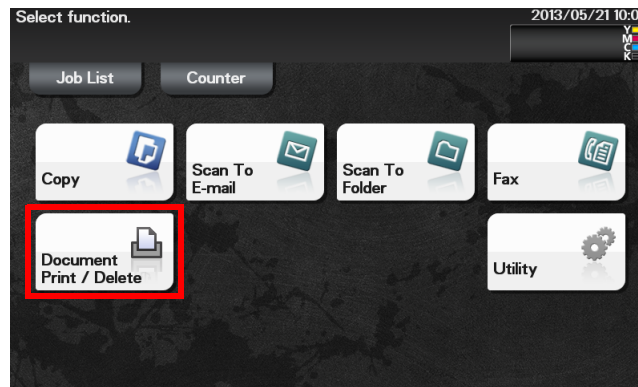 Select function.
2013/05/21 10:0
Y
M
C
K
Job List
Counter
Copy
Scan To
E-mail
Scan To
Folder
Fax
Document
Print / Delete
Utility